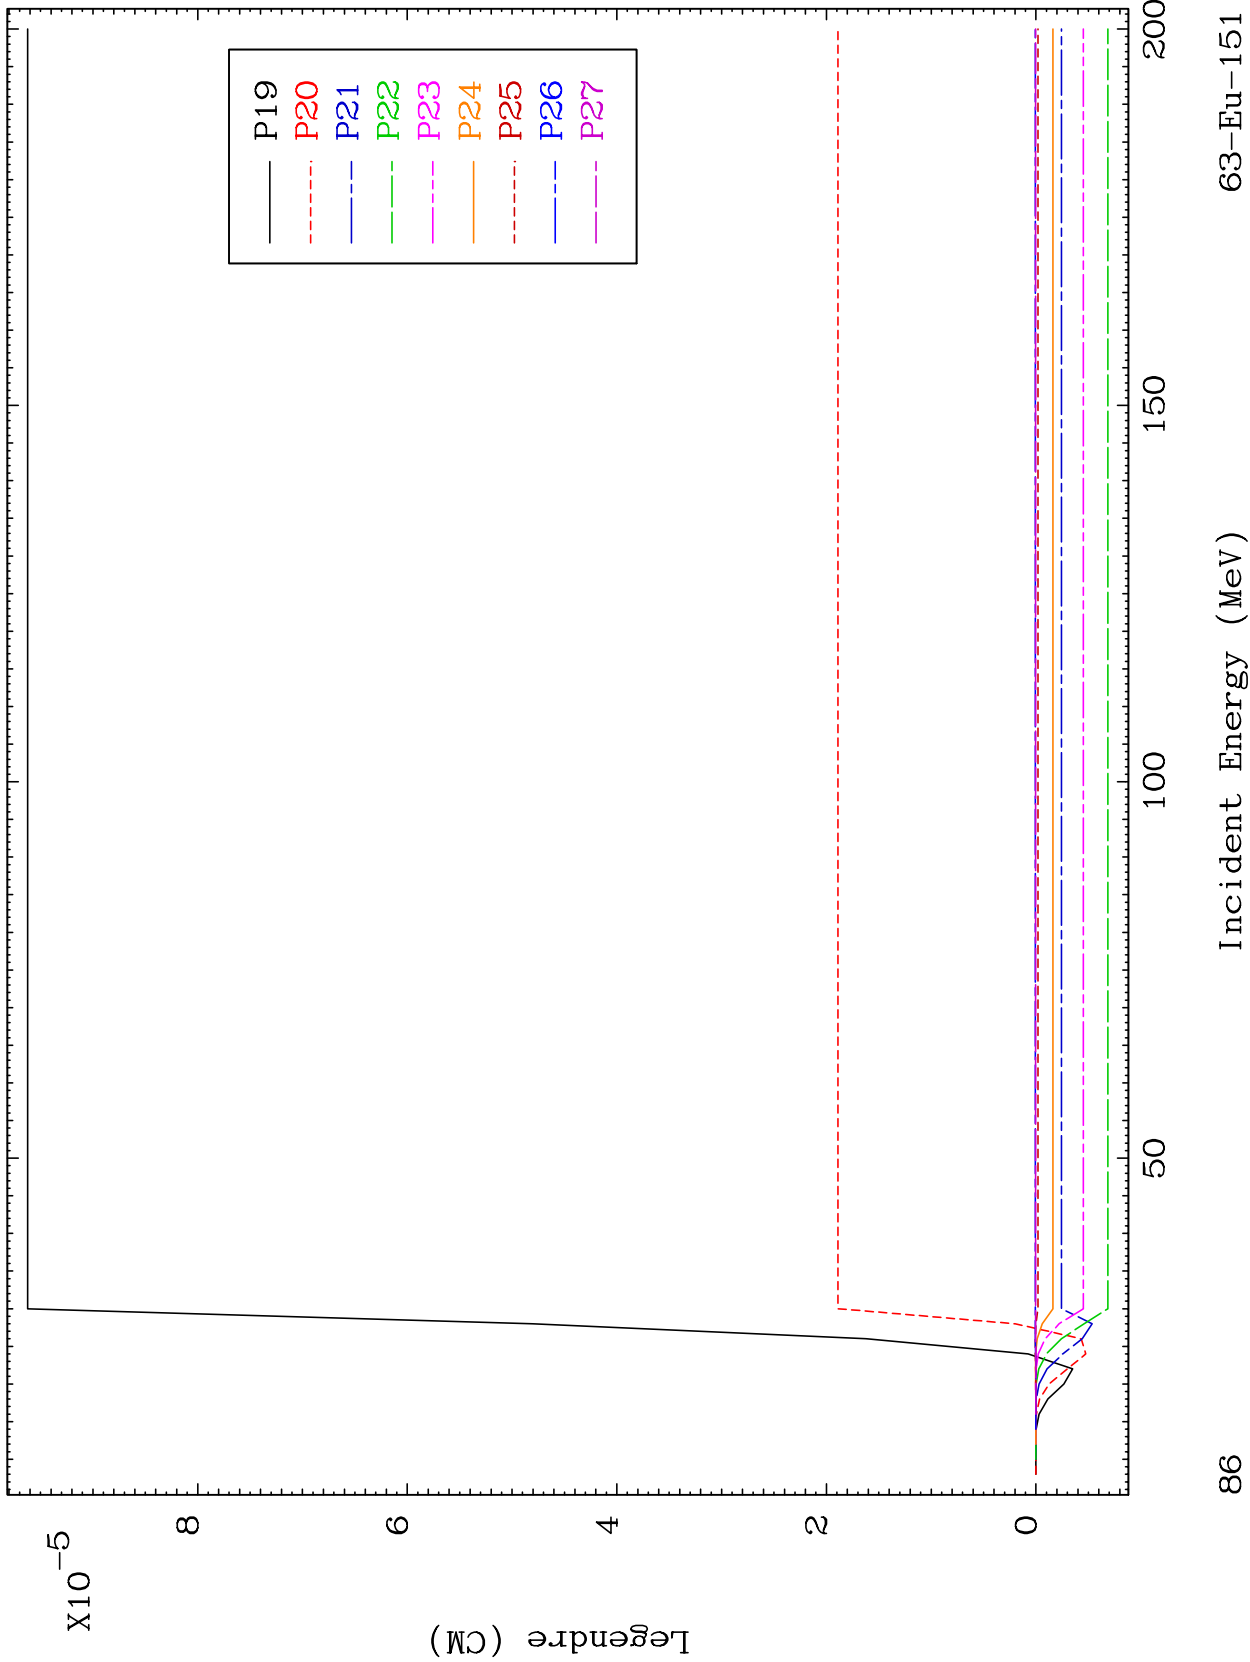 X10-5
8
6
4
2
0
Legendre (CM)
P19
P20
P21
P22
P23
P24
P25
P26
P27
50
100
150
200
Incident Energy (MeV)
86
63-Eu-151